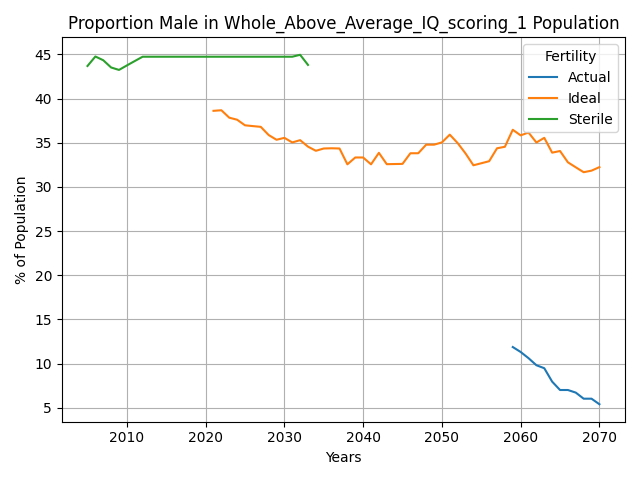 Proportion Male in Whole_Above_Average_IQ_scoring_1 Population
Fertility
Actual
Ideal
Sterile
% of Population
45
40
35
30
25
20
15
10
5
2010 2020 2030 2040 2050 2060 2070
Years